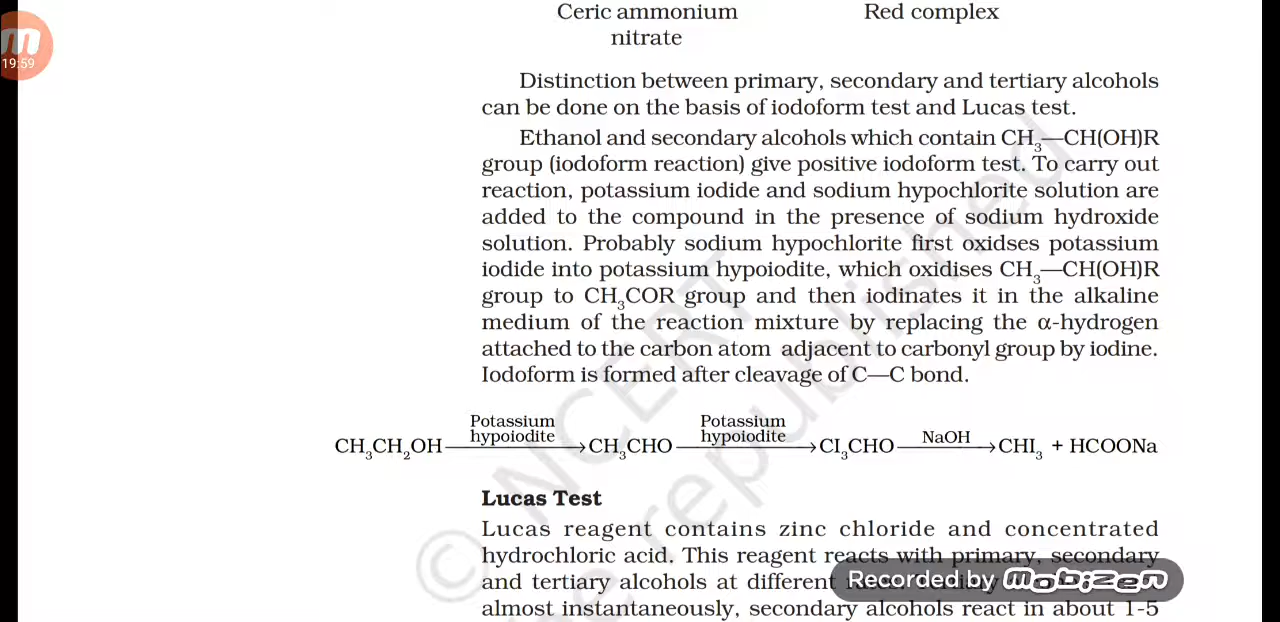 Ceric ammonium Red complex
nitrate
19:59
Distinction between primary, secondary and tertiary alcohols
can be done on the basis of iodoform test and Lucas test.
Ethanol and secondary alcohols which contain CH₃—CH(OH)R
group (iodoform reaction) give positive iodoform test. To carry out
reaction, potassium iodide and sodium hypochlorite solution are
added to the compound in the presence of sodium hydroxide
solution. Probably sodium hypochlorite first oxidses potassium
iodide into potassium hypoiodite, which oxidises CH₃—CH(OH)R
group to CH₃COR group and then iodinates it in the alkaline
medium of the reaction mixture by replacing the α-hydrogen
attached to the carbon atom adjacent to carbonyl group by iodine.
Iodoform is formed after cleavage of C—C bond.
Potassium Potassium
hypoiodite hypoiodite NaOH
CH₃CH₂OH → CH₃CHO → CI₃CHO → CHI₃ + HCOONa
Lucas Test
Lucas reagent contains zinc chloride and concentrated
hydrochloric acid. This reagent reacts with primary, secondary
and tertiary alcohols at different
almost instantaneously, secondary alcohols react in about 1-5
Recorded by mobizen
© NCERT
republished